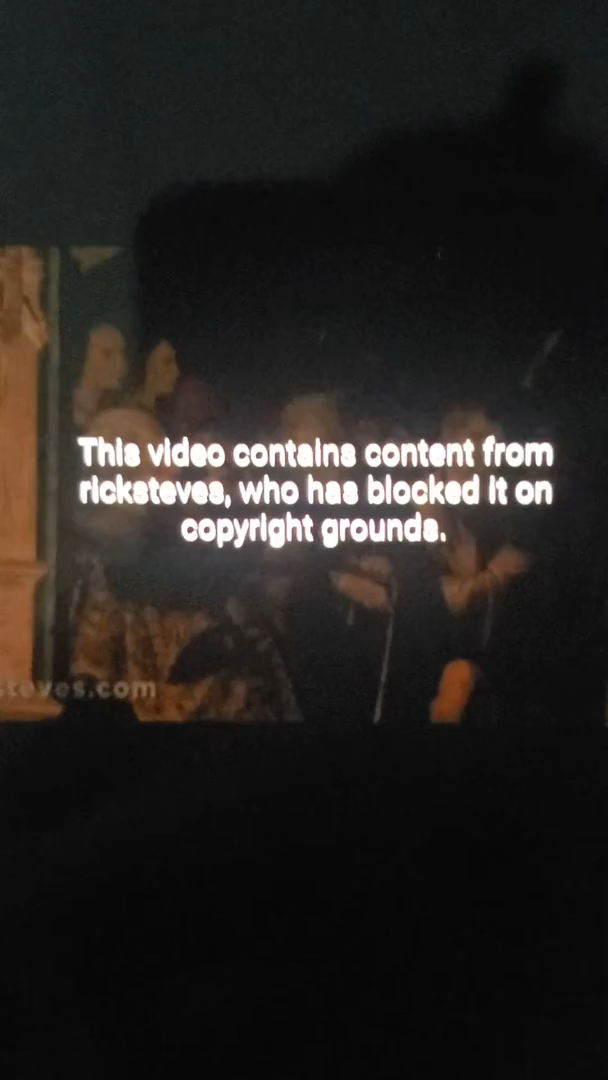 This video contains content from
ricksteves, who has blocked it on
copyright grounds.
steves.com